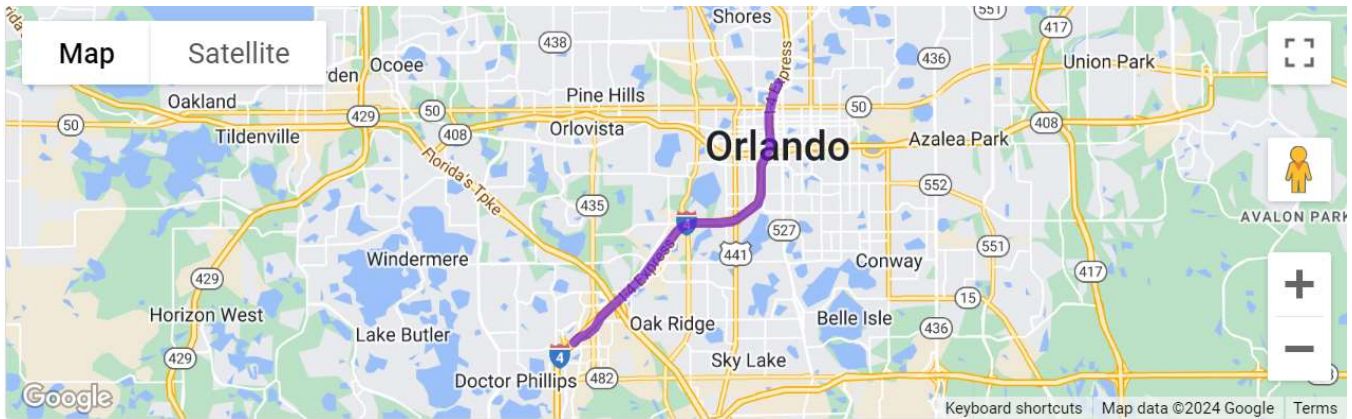 Map
Satellite
Shores
551
417
438
436
Union Park
Ocoee
rden
I-4 Express
Oakland
Pine Hills
50
50
429
50
Tildenville
408
Orlovista
Orlando
Azalea Park
408
Florida's Tpke
552
435
4
527
AVALON PARK
Windermere
441
Conway
551
429
417
I-4 Express
15
Horizon West
Oak Ridge
Belle Isle
Lake Butler
436
429
4
Sky Lake
Doctor Phillips
482
Google
Keyboard shortcuts
Map data ©2024 Google
Terms